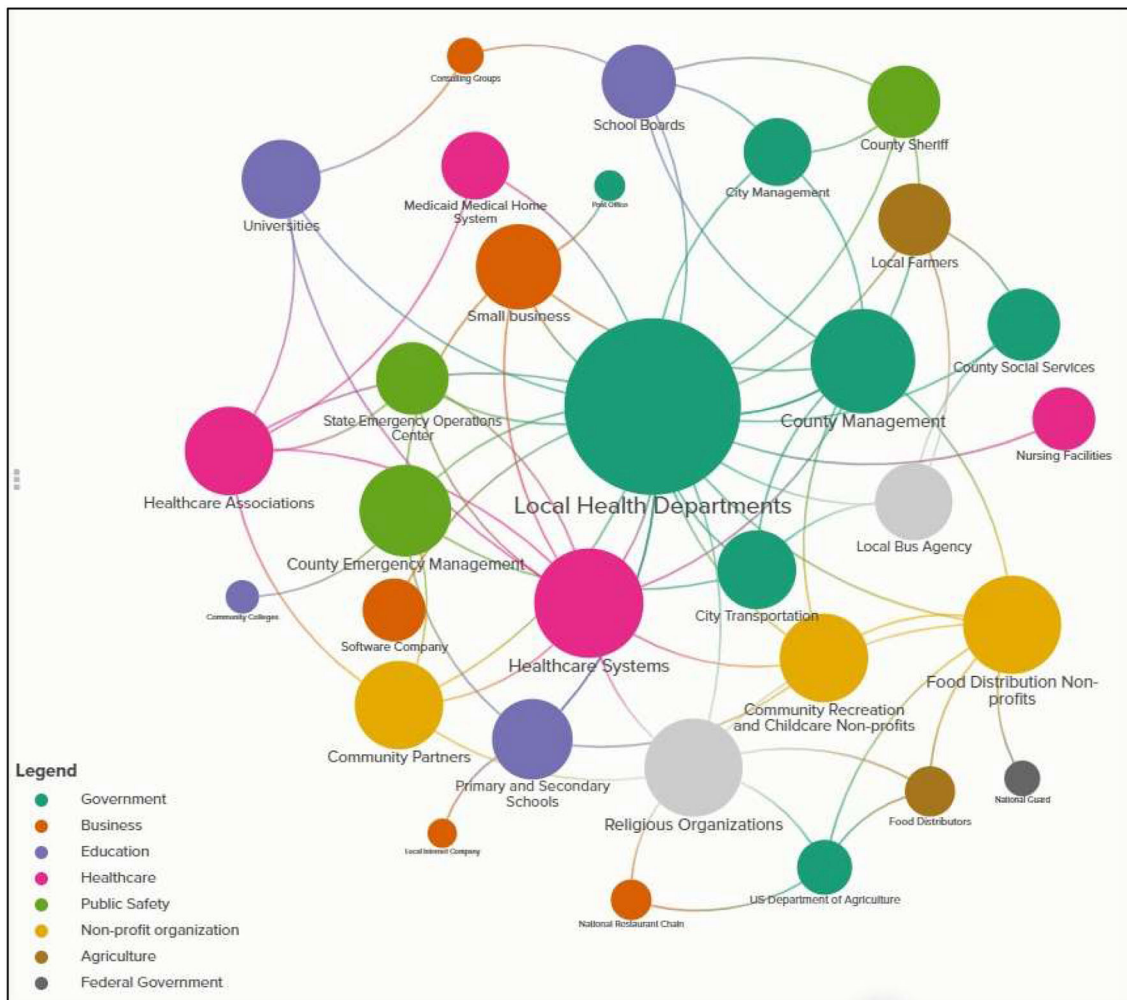 Consulting Groups
School Boards
County Sheriff
City Management
Medicaid Medical Home
System
Post Office
Universities
Local Farmers
Small business
County Social Services
State Emergency Operations
Center
County Management
Nursing Facilities
Healthcare Associations
Local Health Departments
Local Bus Agency
County Emergency Management
Community Colleges
City Transportation
Software Company
Healthcare Systems
Food Distribution Non-
profits
Community Recreation
and Childcare Non-profits
Community Partners
Primary and Secondary
Schools
Religious Organizations
National Guard
Food Distributors
Local Internet Company
US Department of Agriculture
National Restaurant Chain
Legend
Government
Business
Education
Healthcare
Public Safety
Non-profit organization
Agriculture
Federal Government